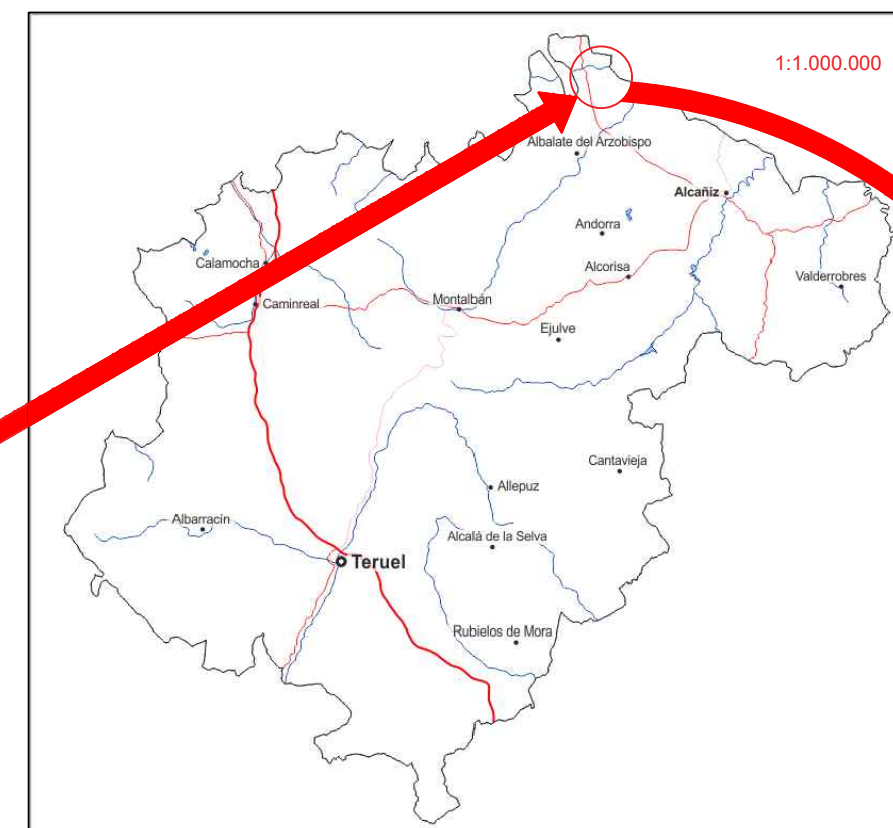 1:1.000.000
Albalate del Arzobispo
Alcañiz
Andorra
Calamocha
Alcorisa
Valderrobres
Caminreal
Montalbán
Ejulve
Cantavieja
Allepuz
Albarracín
Alcalá de la Selva
Teruel
Rubielos de Mora